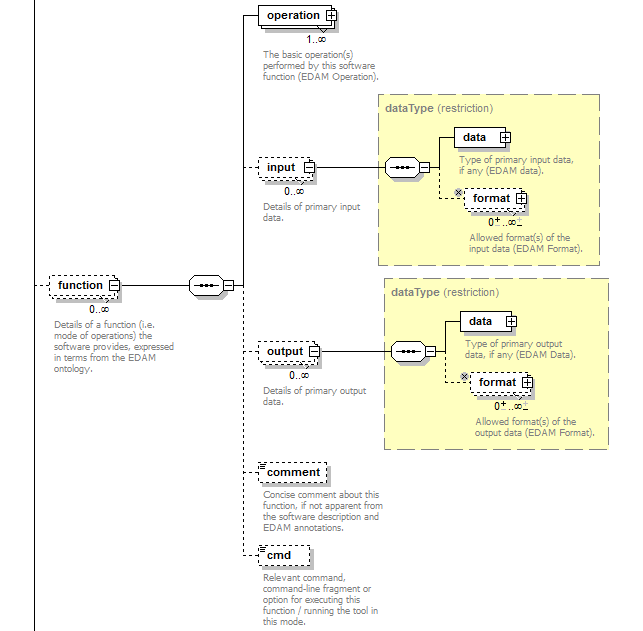 operation
1..∞
The basic operation(s)
performed by this software
function (EDAM Operation).
dataType (restriction)
data
Type of primary input data,
if any (EDAM data).
input
0..∞
Details of primary input
data.
format
0±..∞±
Allowed format(s) of the
input data (EDAM Format).
function
0..∞
Details of a function (i.e.
mode of operations) the
software provides, expressed
in terms from the EDAM
ontology.
dataType (restriction)
data
Type of primary output
data, if any (EDAM Data).
output
0..∞
Details of primary output
data.
format
0±..∞±
Allowed format(s) of the
output data (EDAM Format).
comment
Concise comment about this
function, if not apparent from
the software description and
EDAM annotations.
cmd
Relevant command,
command-line fragment or
option for executing this
function / running the tool in
this mode.